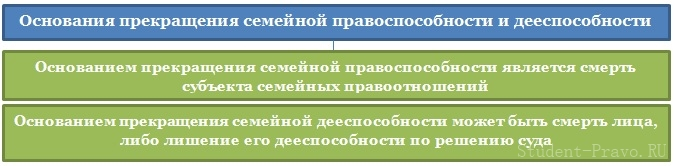 Основания прекращения семейной правоспособности и дееспособности
Основанием прекращения семейной правоспособности является смерть
субъекта семейных правоотношений
Основанием прекращения семейной дееспособности может быть смерть лица,
либо лишение его дееспособности по решению суда
Student-Pravo.RU